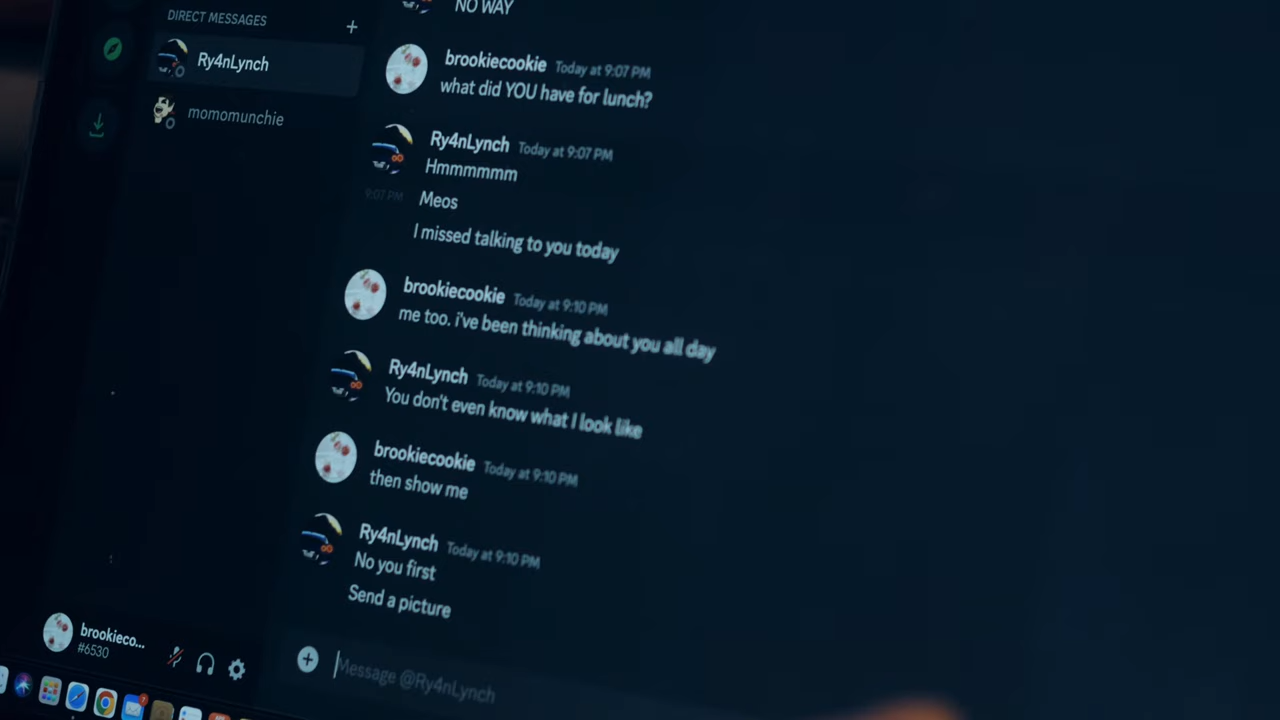 DIRECT MESSAGES
+
Ry4nLynch
momomunchie
NO WAY
brookiecookie Today at 9:07 PM
what did YOU have for lunch?
Ry4nLynch Today at 9:07 PM
Hmmmmmm
9:07 PM Meos
I missed talking to you today
brookiecookie Today at 9:10 PM
me too. i've been thinking about you all day
Ry4nLynch Today at 9:10 PM
You don't even know what I look like
brookiecookie Today at 9:10 PM
then show me
Ry4nLynch Today at 9:10 PM
No you first
Send a picture
Message @Ry4nLynch
brookieco...
#6530